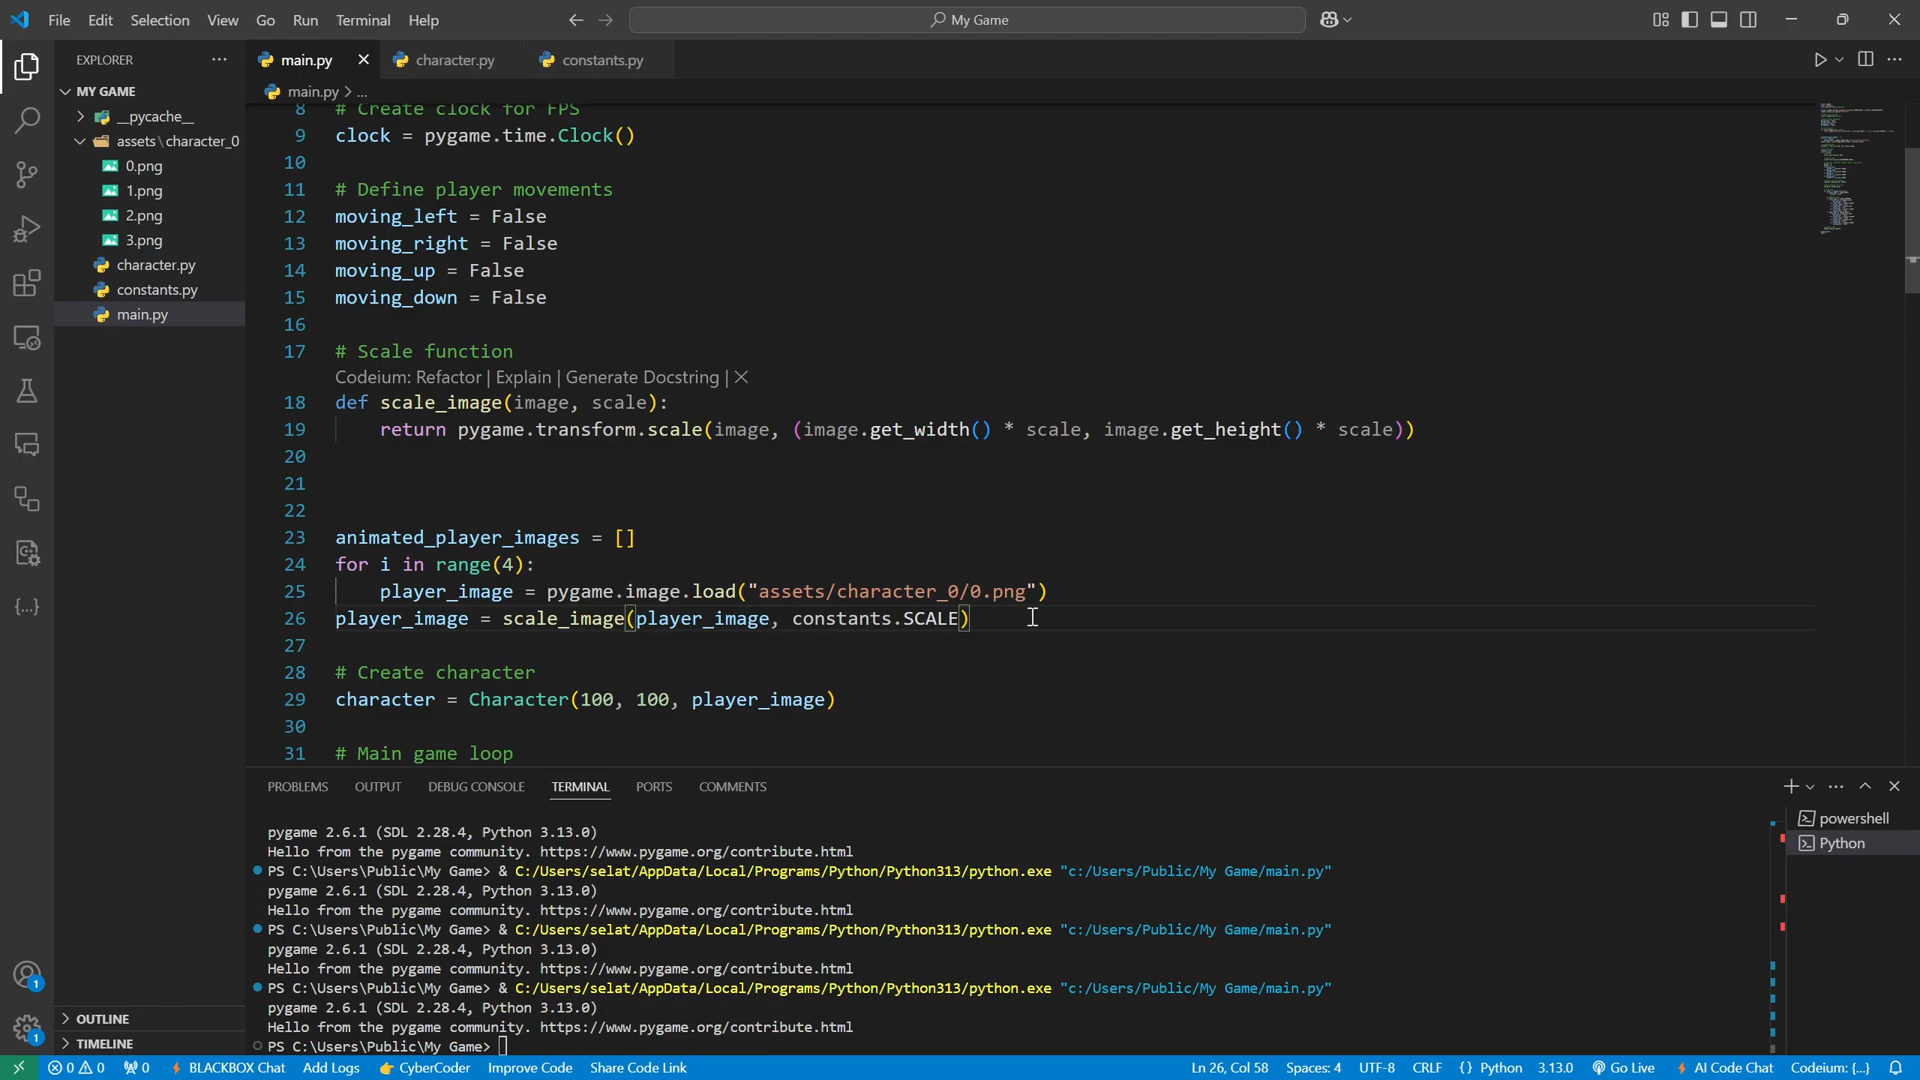 File Edit Selection View Go Run Terminal Help
My Game
EXPLORER
main.py
character.py
constants.py
MY GAME
main.py > ...
__pycache__
assets\character_0
0.png
1.png
2.png
3.png
character.py
constants.py
main.py
8 # Create clock for FPS
9 clock = pygame.time.Clock()
10
11 # Define player movements
12 moving_left = False
13 moving_right = False
14 moving_up = False
15 moving_down = False
16
17 # Scale function
Codeium: Refactor | Explain | Generate Docstring | X
18 def scale_image(image, scale):
19 return pygame.transform.scale(image, (image.get_width() * scale, image.get_height() * scale))
20
21
22
23 animated_player_images = []
24 for i in range(4):
25 player_image = pygame.image.load("assets/character_0/0.png")
26 player_image = scale_image(player_image, constants.SCALE)
27
28 # Create character
29 character = Character(100, 100, player_image)
30
31 # Main game loop
PROBLEMS OUTPUT DEBUG CONSOLE TERMINAL PORTS COMMENTS
pygame 2.6.1 (SDL 2.28.4, Python 3.13.0)
Hello from the pygame community. https://www.pygame.org/contribute.html
PS C:\Users\Public\My Game> & C:/Users/selat/AppData/Local/Programs/Python/Python313/python.exe "c:/Users/Public/My Game/main.py"
pygame 2.6.1 (SDL 2.28.4, Python 3.13.0)
Hello from the pygame community. https://www.pygame.org/contribute.html
PS C:\Users\Public\My Game> & C:/Users/selat/AppData/Local/Programs/Python/Python313/python.exe "c:/Users/Public/My Game/main.py"
pygame 2.6.1 (SDL 2.28.4, Python 3.13.0)
Hello from the pygame community. https://www.pygame.org/contribute.html
PS C:\Users\Public\My Game> & C:/Users/selat/AppData/Local/Programs/Python/Python313/python.exe "c:/Users/Public/My Game/main.py"
pygame 2.6.1 (SDL 2.28.4, Python 3.13.0)
Hello from the pygame community. https://www.pygame.org/contribute.html
PS C:\Users\Public\My Game>
powershell
Python
1
1
OUTLINE
TIMELINE
0 0 0 BLACKBOX Chat Add Logs CyberCoder Improve Code Share Code Link Ln 26, Col 58 Spaces: 4 UTF-8 CRLF {} Python 3.13.0 Go Live AI Code Chat Codeium: {...}